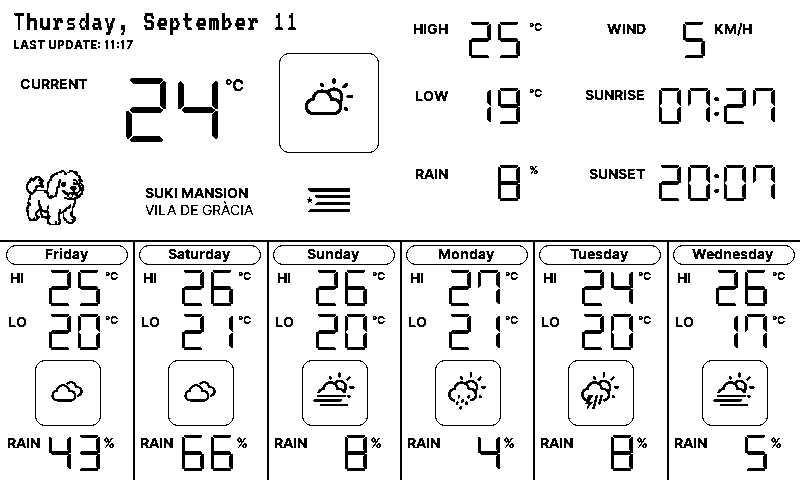 Thursday, September 11
LAST UPDATE: 11:17
CURRENT 24 °C
HIGH 25 °C
WIND 5 KM/H
LOW 19 °C
SUNRISE 07:27
RAIN 8 %
SUNSET 20:07
SUKI MANSION
VILA DE GRÀCIA
Friday
HI 25 °C
LO 20 °C
RAIN 43 %
Saturday
HI 26 °C
LO 21 °C
RAIN 66 %
Sunday
HI 26 °C
LO 20 °C
RAIN 8 %
Monday
HI 27 °C
LO 21 °C
RAIN 4 %
Tuesday
HI 24 °C
LO 20 °C
RAIN 8 %
Wednesday
HI 26 °C
LO 17 °C
RAIN 5 %